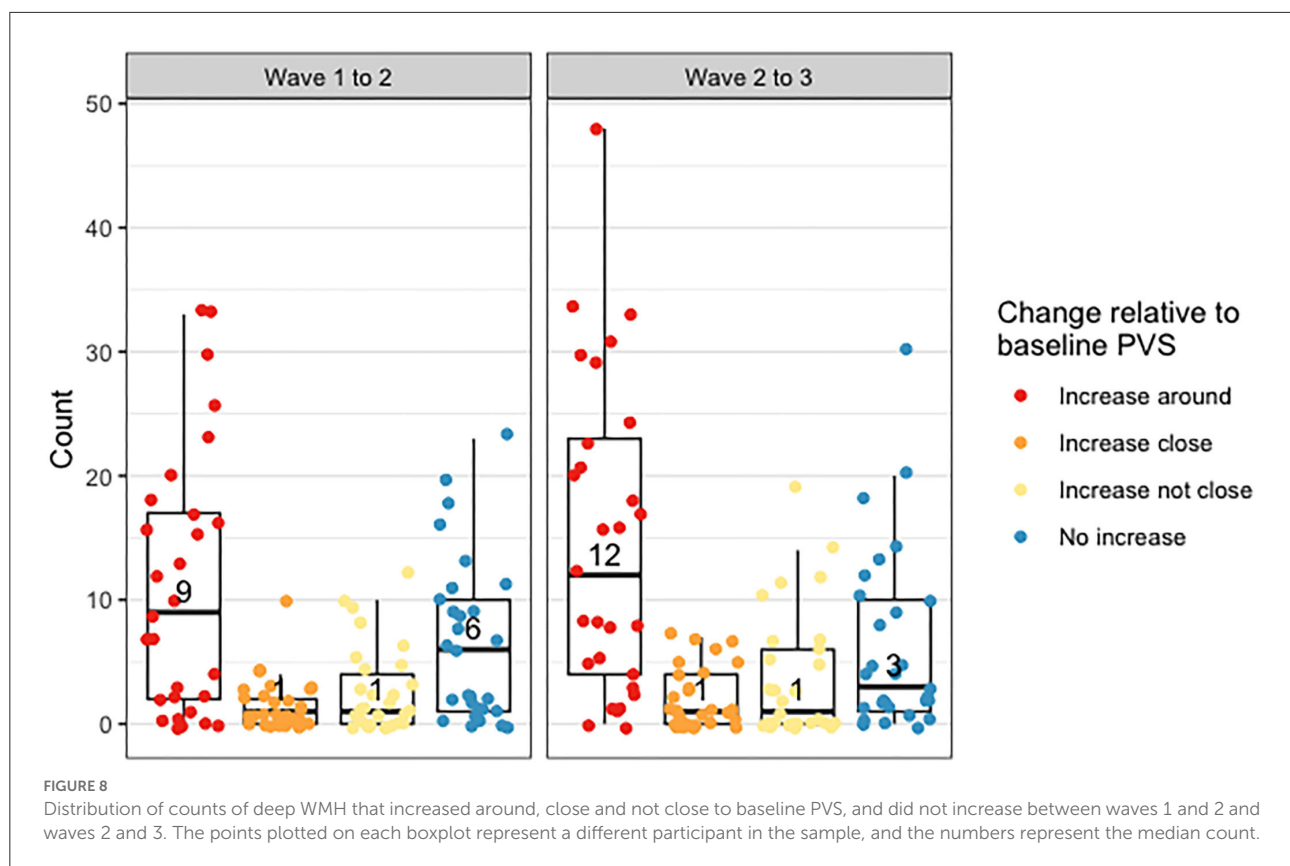 Wave 1 to 2
Wave 2 to 3
50
40
30
20
10
0
Count
9
1
1
6
12
1
1
3
Change relative to
baseline PVS
Increase around
Increase close
Increase not close
No increase
FIGURE 8
Distribution of counts of deep WMH that increased around, close and not close to baseline PVS, and did not increase between waves 1 and 2 and
waves 2 and 3. The points plotted on each boxplot represent a different participant in the sample, and the numbers represent the median count.